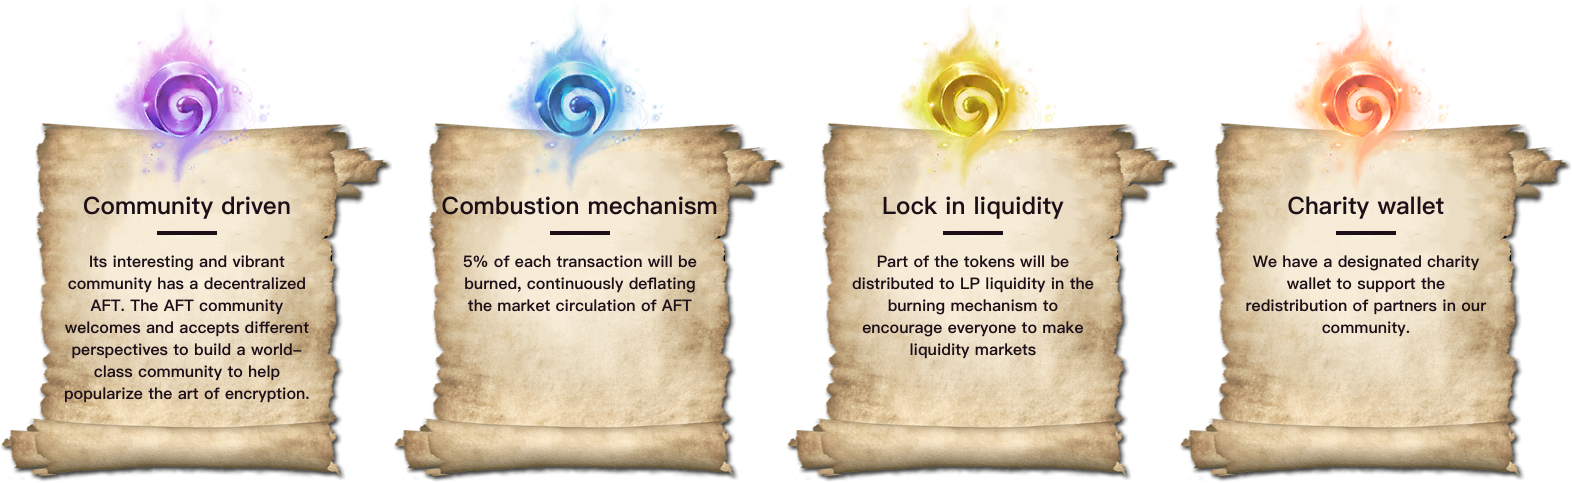 Community driven
Its interesting and vibrant
community has a decentralized
AFT. The AFT community
welcomes and accepts different
perspectives to build a world-
class community to help
popularize the art of encryption.
Combustion mechanism
5% of each transaction will be
burned, continuously deflating
the market circulation of AFT
Lock in liquidity
Part of the tokens will be
distributed to LP liquidity in the
burning mechanism to
encourage everyone to make
liquidity markets
Charity wallet
We have a designated charity
wallet to support the
redistribution of partners in our
community.